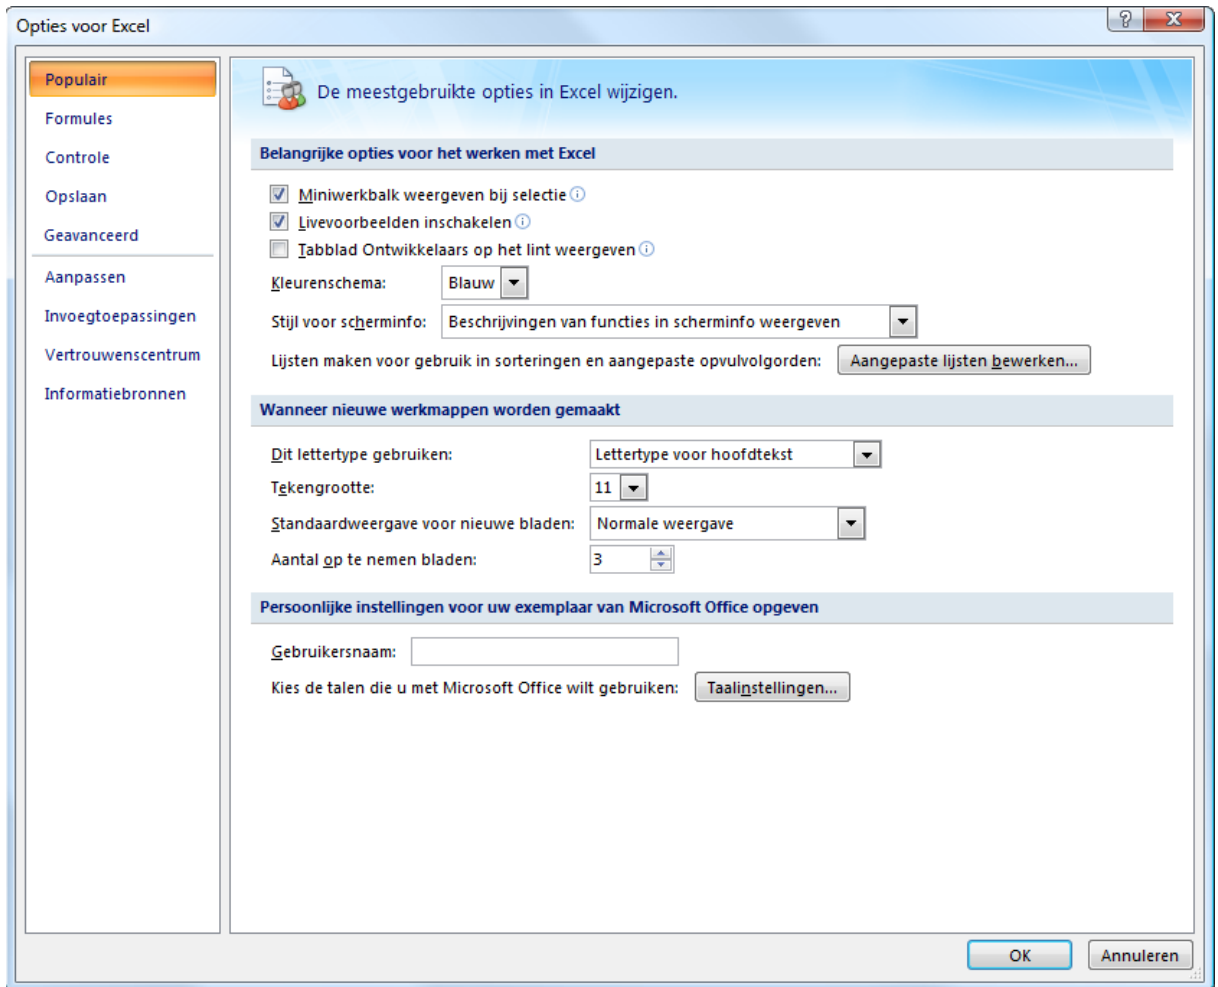 Opties voor Excel
Populair
Formules
Controle
Opslaan
Geavanceerd
Aanpassen
Invoegtoepassingen
Vertrouwenscentrum
Informatiebronnen
De meestgebruikte opties in Excel wijzigen.
Belangrijke opties voor het werken met Excel
Miniwerkbalk weergeven bij selectie
Livevoorbeelden inschakelen
Tabblad Ontwikkelaars op het lint weergeven
Kleurenschema: Blauw
Stijl voor scherminfo: Beschrijvingen van functies in scherminfo weergeven
Lijsten maken voor gebruik in sorteringen en aangepaste opvulvolgorden: Aangepaste lijsten bewerken...
Wanneer nieuwe werkmappen worden gemaakt
Dit lettertype gebruiken: Lettertype voor hoofdtekst
Tekengrootte: 11
Standaardweergave voor nieuwe bladen: Normale weergave
Aantal op te nemen bladen: 3
Persoonlijke instellingen voor uw exemplaar van Microsoft Office opgeven
Gebruikersnaam:
Kies de talen die u met Microsoft Office wilt gebruiken: Taalinstellingen...
OK Annuleren